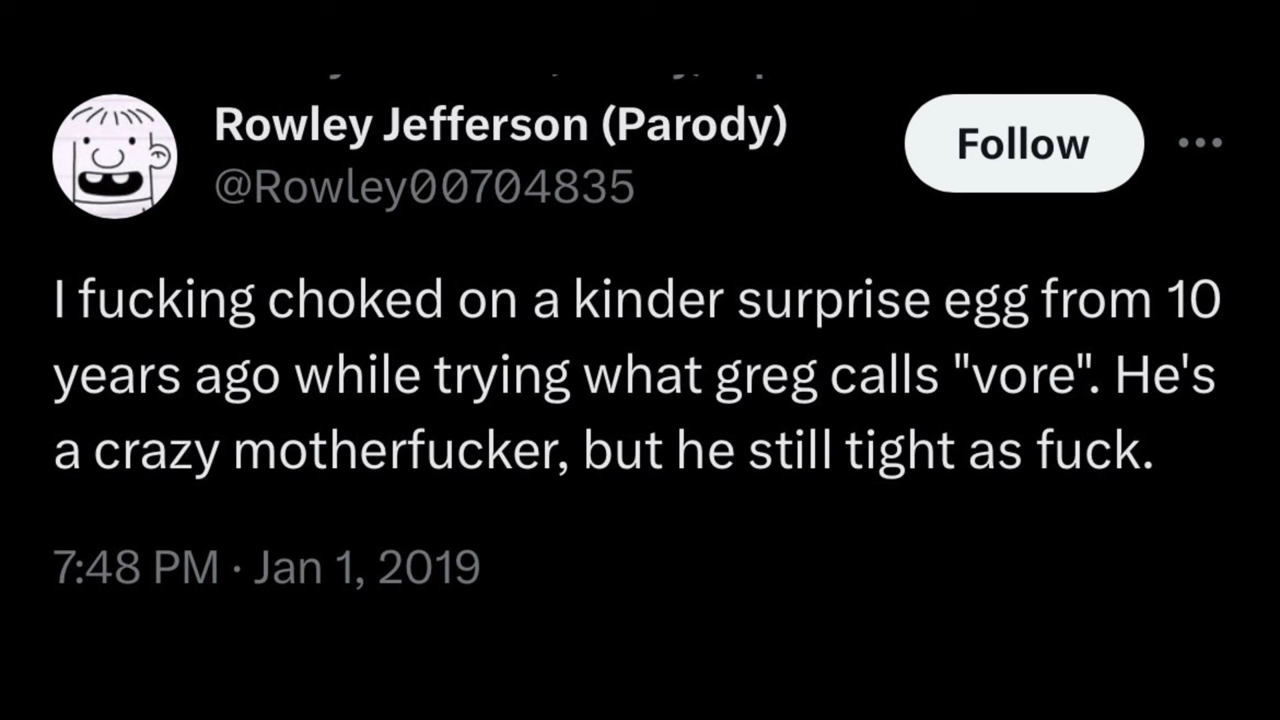 Rowley Jefferson (Parody)
Follow
@Rowley00704835
I fucking choked on a kinder surprise egg from 10
years ago while trying what greg calls "vore". He's
a crazy motherfucker, but he still tight as fuck.
7:48 PM · Jan 1, 2019